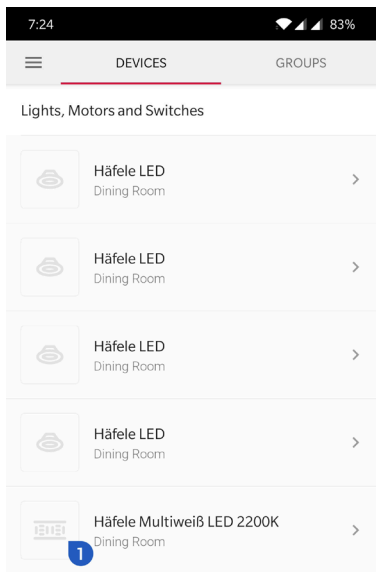 7:24
83%
DEVICES
GROUPS
Lights, Motors and Switches
Häfele LED
Dining Room
Häfele LED
Dining Room
Häfele LED
Dining Room
Häfele LED
Dining Room
Häfele Multiweiß LED 2200K
1
Dining Room